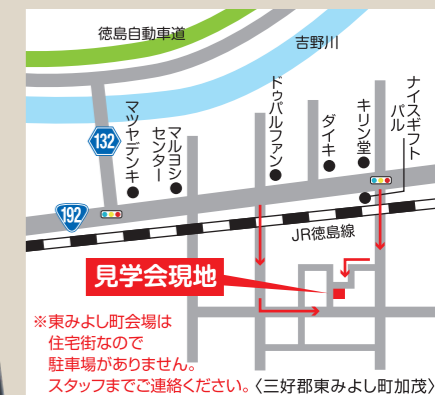 徳島自動車道
吉野川
132
マツヤデンキ
マルヨシ
センター
ドゥパルファン
ダイキ
キリン堂
ナイスギフト
パル
192
JR徳島線
見学会現地
※東みよし町会場は
住宅街なので
駐車場がありません。
スタッフまでご連絡ください。
〈三好郡東みよし町加茂〉